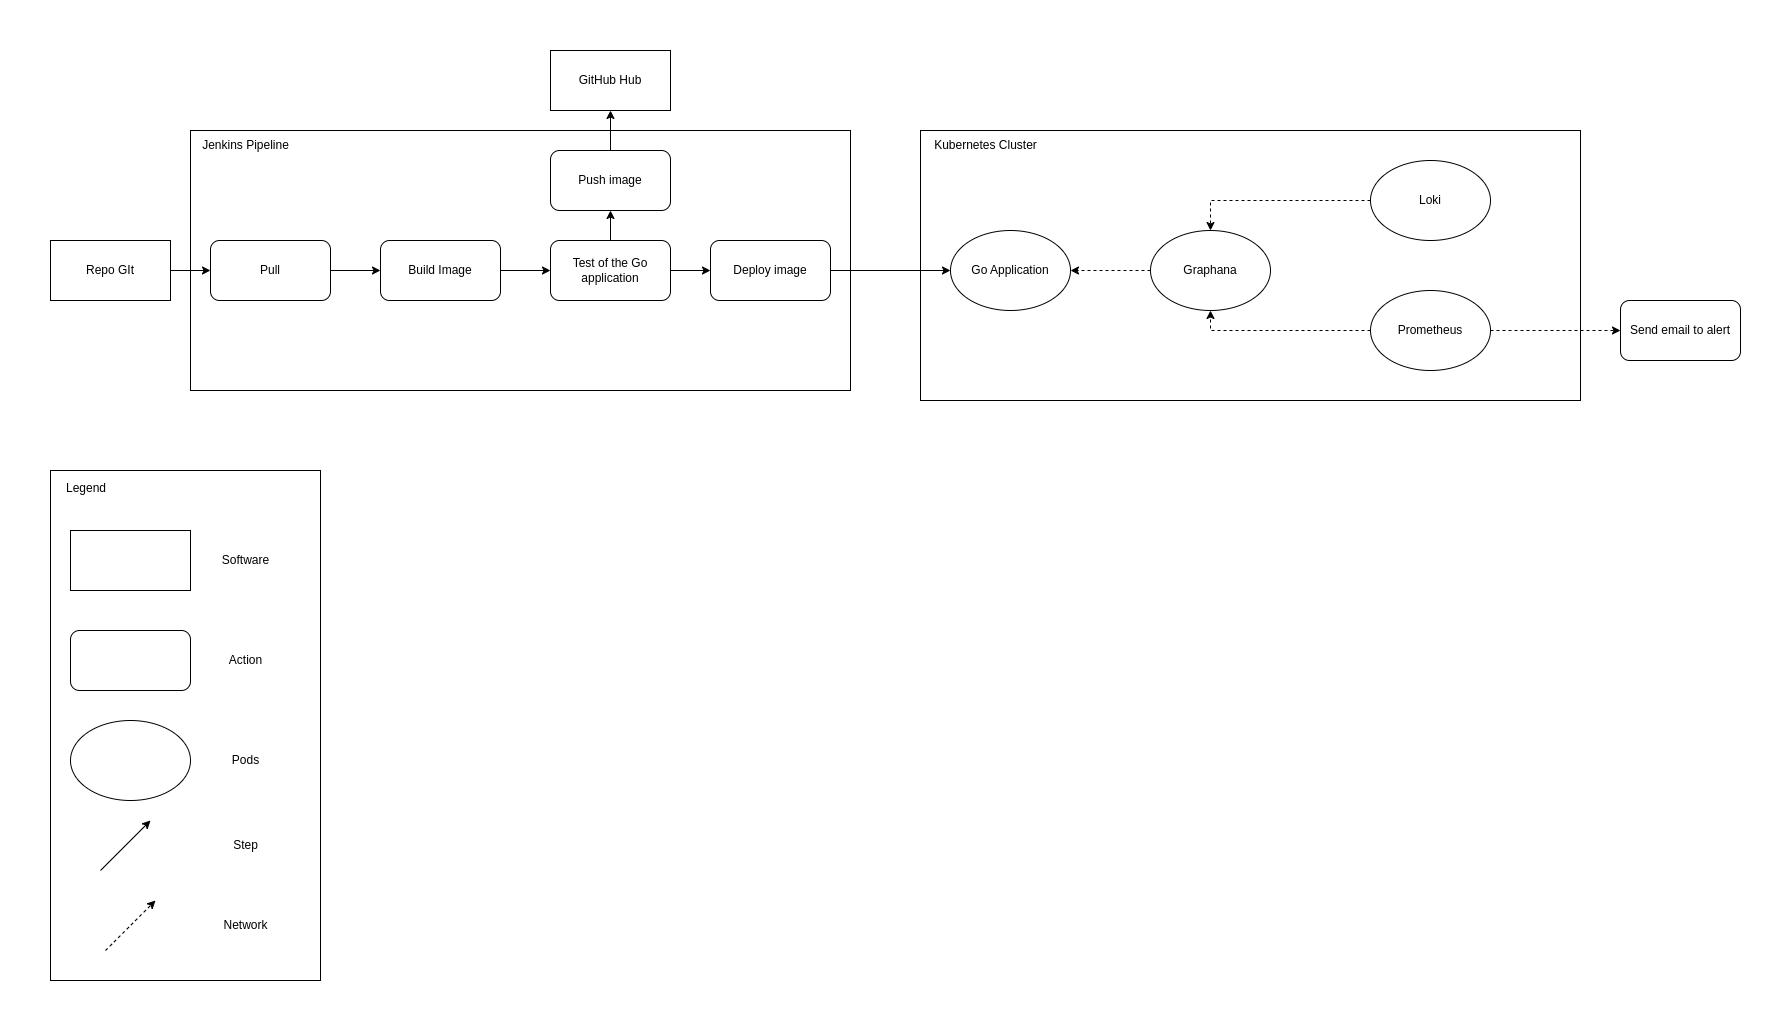 GitHub Hub
Jenkins Pipeline
Push image
Repo GIt
Pull
Build Image
Test of the Go
application
Deploy image
Kubernetes Cluster
Loki
Go Application
Graphana
Prometheus
Send email to alert
Legend
Software
Action
Pods
Step
Network